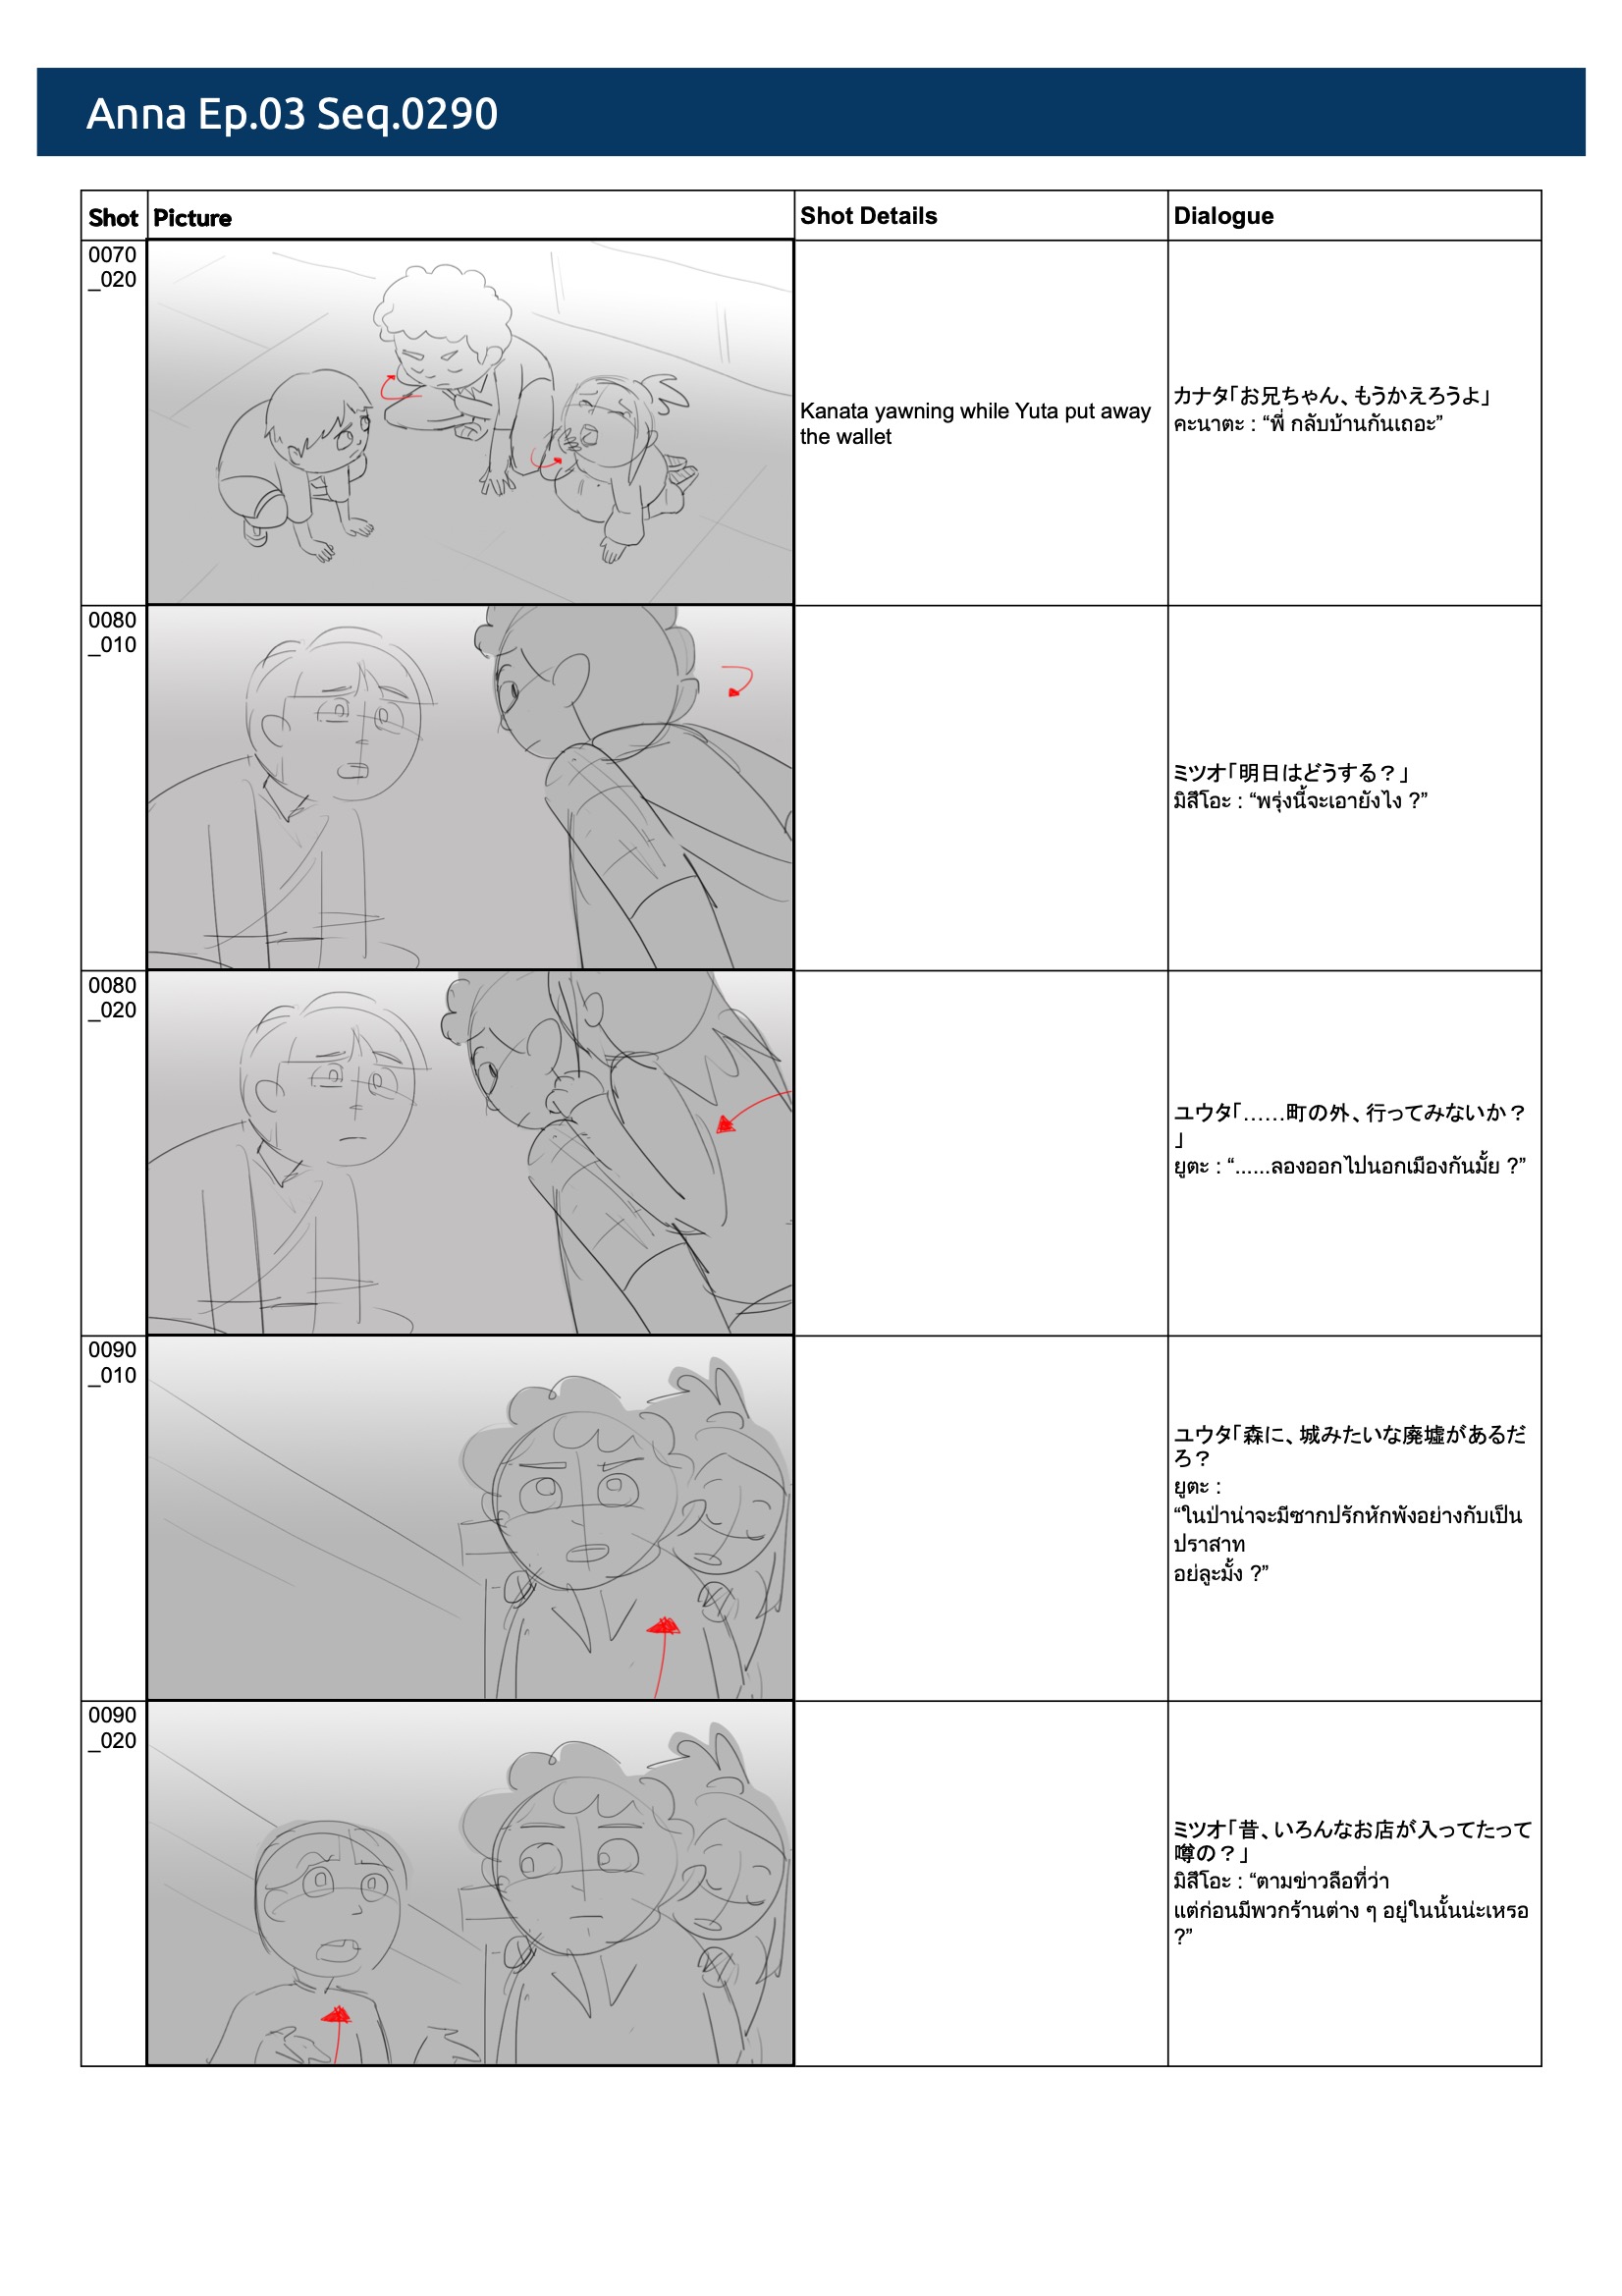 Anna Ep.03 Seq.0290
Shot Picture Shot Details Dialogue
0070
_020
Kanata yawning while Yuta put away
the wallet
カナタ「お兄ちゃん、もうかえろうよ」
คะนาตะ : “พี่ กลับบ้านกันเถอะ”
0080
_010
ミツオ「明日はどうする？」
มิสึโอะ : “พรุ่งนี้จะเอายังไง ?”
0080
_020
ユウタ「……町の外、行ってみないか？
」
ยูตะ : “......ลองออกไปนอกเมืองกันมั้ย ?”
0090
_010
ユウタ「森に、城みたいな廃墟があるだ
ろ？
ยูตะ :
“ในป่าน่าจะมีซากปรักหักพังอย่างกับเป็น
ปราสาท
อย่ลูะมั้ง ?”
0090
_020
ミツオ「昔、いろんなお店が入ってたって
噂の？」
มิสึโอะ : “ตามข่าวลือที่ว่า
แต่ก่อนมีพวกร้านต่าง ๆ อยู่ในนั้นน่ะเหรอ
?”